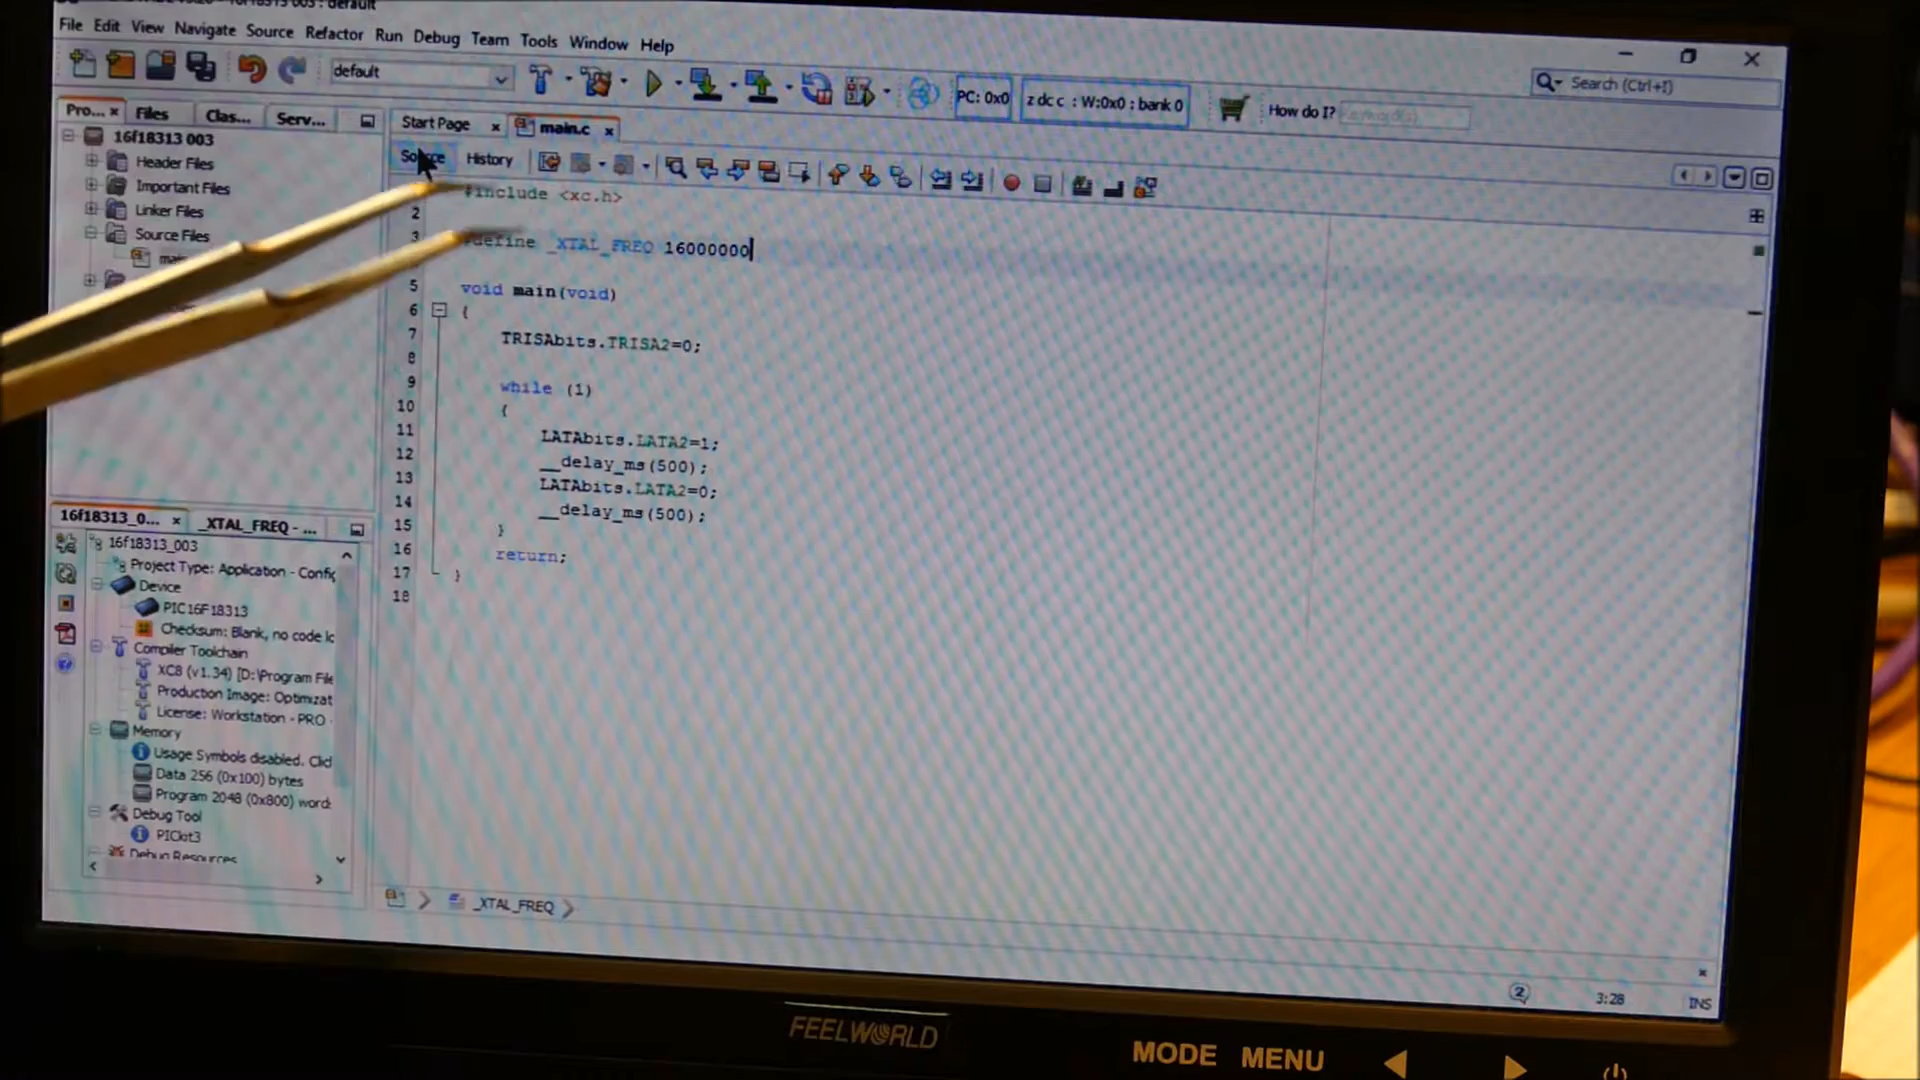 : default
File Edit View Navigate Source Refactor Run Debug Team Tools Window Help
default
PC: 0x0
z dc c : W:0x0 : bank 0
How do I?
Search (Ctrl+I)
Pro...
Files
Clas...
Serv...
Start Page
main.c
16f18313 003
Header Files
Important Files
Linker Files
Source Files
History
#include <xc.h>
2
3 #define _XTAL_FREQ 16000000
5 void main(void)
6 {
7 TRISAbits.TRISA2=0;
8
9 while (1)
10 {
11 LATAbits.LATA2=1;
12 __delay_ms(500);
13 LATAbits.LATA2=0;
14 __delay_ms(500);
15 }
16 return;
17 }
18
16f18313_0...
_XTAL_FREQ - ...
16f18313_003
Project Type: Application - Config
Device
PIC16F18313
Checksum: Blank, no code lo
Compiler Toolchain
XC8 (v1.34) [D:\Program File
Production Image: Optimizat
License: Workstation - PRO
Memory
Usage Symbols disabled. Clic
Data 256 (0x100) bytes
Program 2048 (0x800) words
Debug Tool
PICkit3
Debug Resources
_XTAL_FREQ
2
3:28
INS
FEELWORLD
MODE MENU